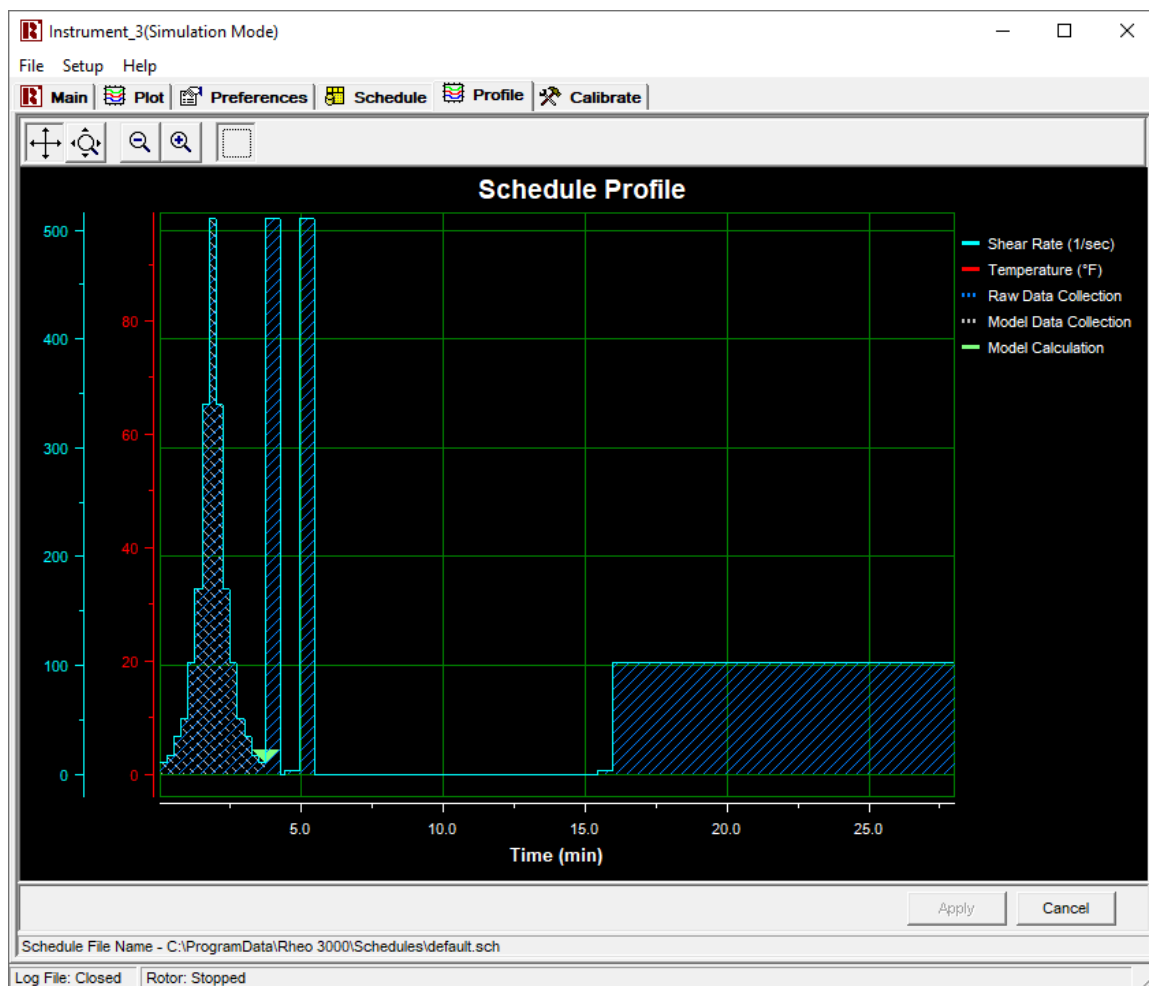 Instrument_3(Simulation Mode)
File Setup Help
Main Plot Preferences Schedule Profile Calibrate
Schedule Profile
500
400
300
200
100
0
80
60
40
20
0
Shear Rate (1/sec)
Temperature (°F)
Raw Data Collection
Model Data Collection
Model Calculation
5.0 10.0 15.0 20.0 25.0
Time (min)
Apply Cancel
Schedule File Name - C:\ProgramData\Rheo 3000\Schedules\default.sch
Log File: Closed Rotor: Stopped